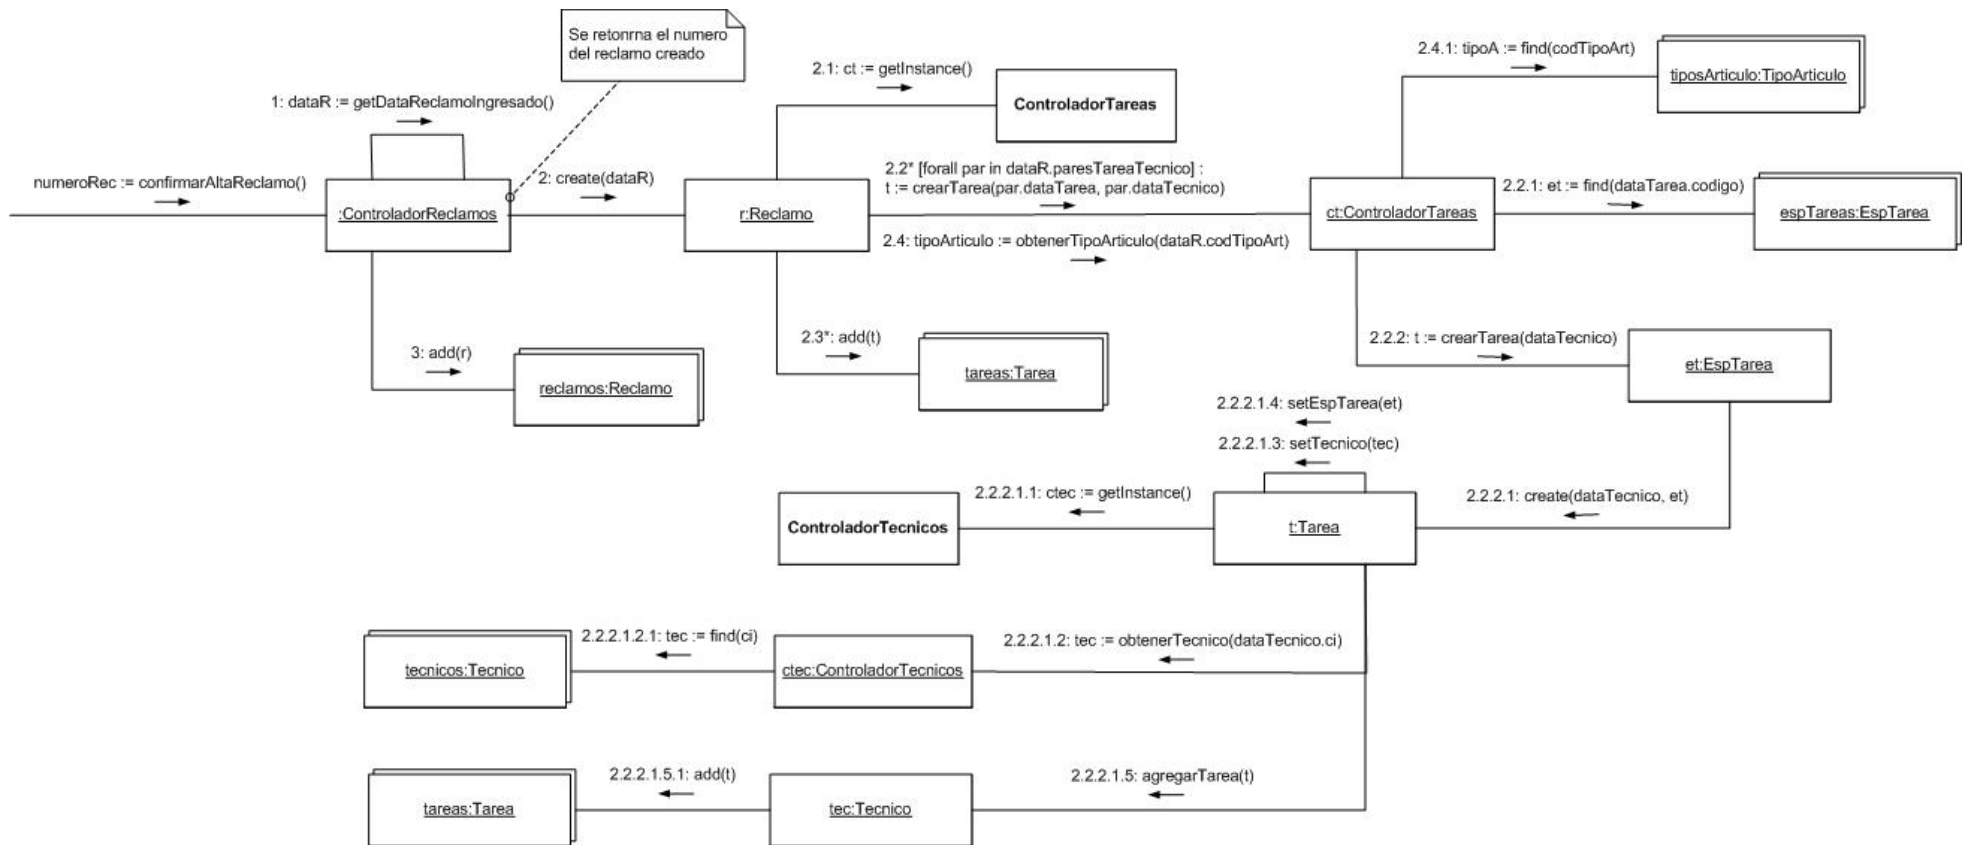 Se retonrna el numero
del reclamo creado
2.4.1: tipoA := find(codTipoArt)
2.1: ct := getInstance()
tiposArticulo:TipoArticulo
1: dataR := getDataReclamoIngresado()
ControladorTareas
2.2* [forall par in dataR.paresTareaTecnico] :
t := crearTarea(par.dataTarea, par.dataTecnico)
numeroRec := confirmarAltaReclamo()
2: create(dataR)
2.2.1: et := find(dataTarea.codigo)
:ControladorReclamos
r:Reclamo
ct:ControladorTareas
espTareas:EspTarea
2.4: tipoArticulo := obtenerTipoArticulo(dataR.codTipoArt)
2.3*: add(t)
2.2.2: t := crearTarea(dataTecnico)
3: add(r)
tareas:Tarea
et:EspTarea
reclamos:Reclamo
2.2.2.1.4: setEspTarea(et)
2.2.2.1.3: setTecnico(tec)
2.2.2.1.1: ctec := getInstance()
2.2.2.1: create(dataTecnico, et)
ControladorTecnicos
t:Tarea
2.2.2.1.2.1: tec := find(ci)
2.2.2.1.2: tec := obtenerTecnico(dataTecnico.ci)
tecnicos:Tecnico
ctec:ControladorTecnicos
2.2.2.1.5.1: add(t)
2.2.2.1.5: agregarTarea(t)
tareas:Tarea
tec:Tecnico